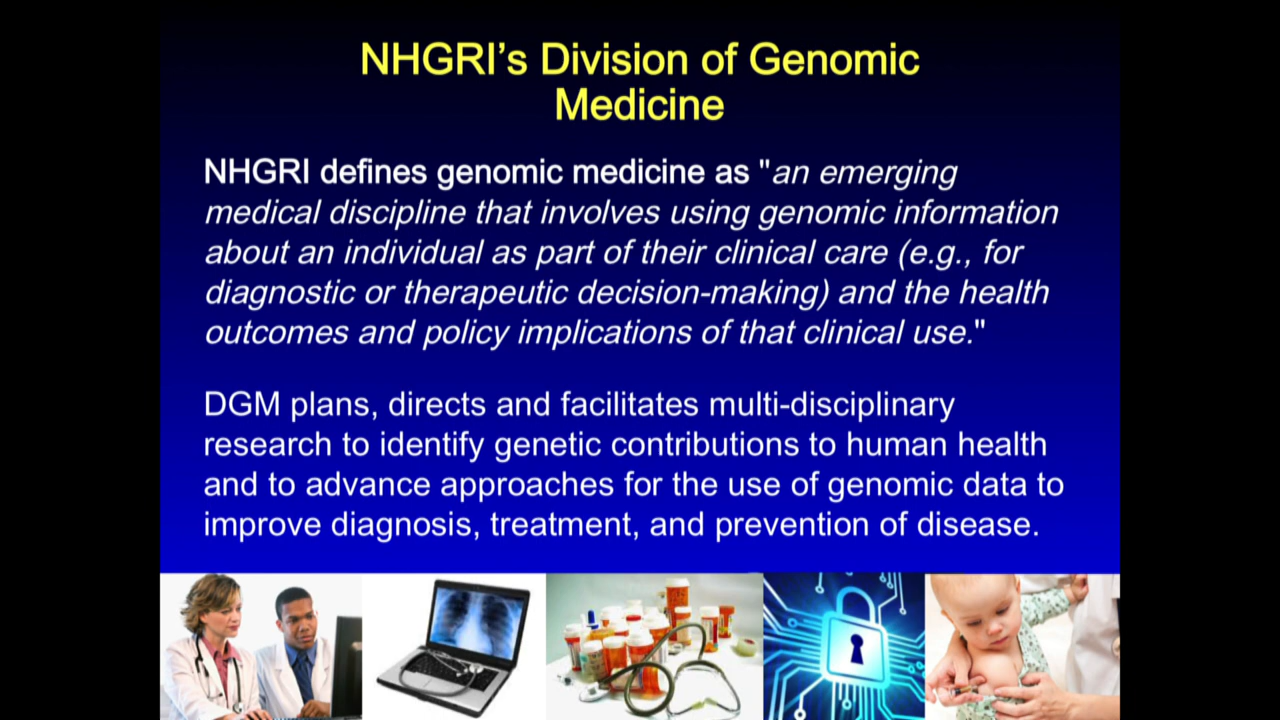 NHGRI’s Division of Genomic
Medicine
NHGRI defines genomic medicine as "an emerging
medical discipline that involves using genomic information
about an individual as part of their clinical care (e.g., for
diagnostic or therapeutic decision-making) and the health
outcomes and policy implications of that clinical use."
DGM plans, directs and facilitates multi-disciplinary
research to identify genetic contributions to human health
and to advance approaches for the use of genomic data to
improve diagnosis, treatment, and prevention of disease.